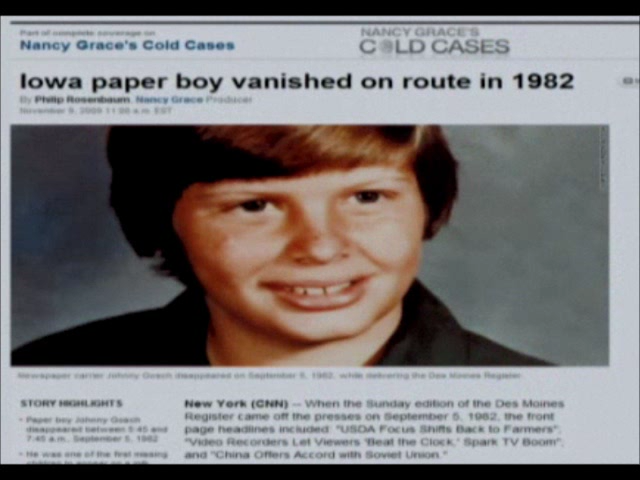 Part of complete coverage on
Nancy Grace's Cold Cases
NANCY GRACE'S
COLD CASES
Iowa paper boy vanished on route in 1982
By Philip Rosenbaum, Nancy Grace Producer
November 9, 2009 11:00 a.m. EST
Newspaper carrier Johnny Gosch disappeared on September 5, 1982, while delivering the Des Moines Register.
STORY HIGHLIGHTS
Paper boy Johnny Gosch
disappeared between 5:45 and
7:45 a.m., September 5, 1982
He was one of the first missing
children to appear on a milk
New York (CNN) -- When the Sunday edition of the Des Moines
Register came off the presses on September 5, 1982, the front
page headlines included: "USDA Focus Shifts Back to Farmers";
"Video Recorders Let Viewers 'Beat the Clock,' Spark TV Boom";
and "China Offers Accord with Soviet Union."